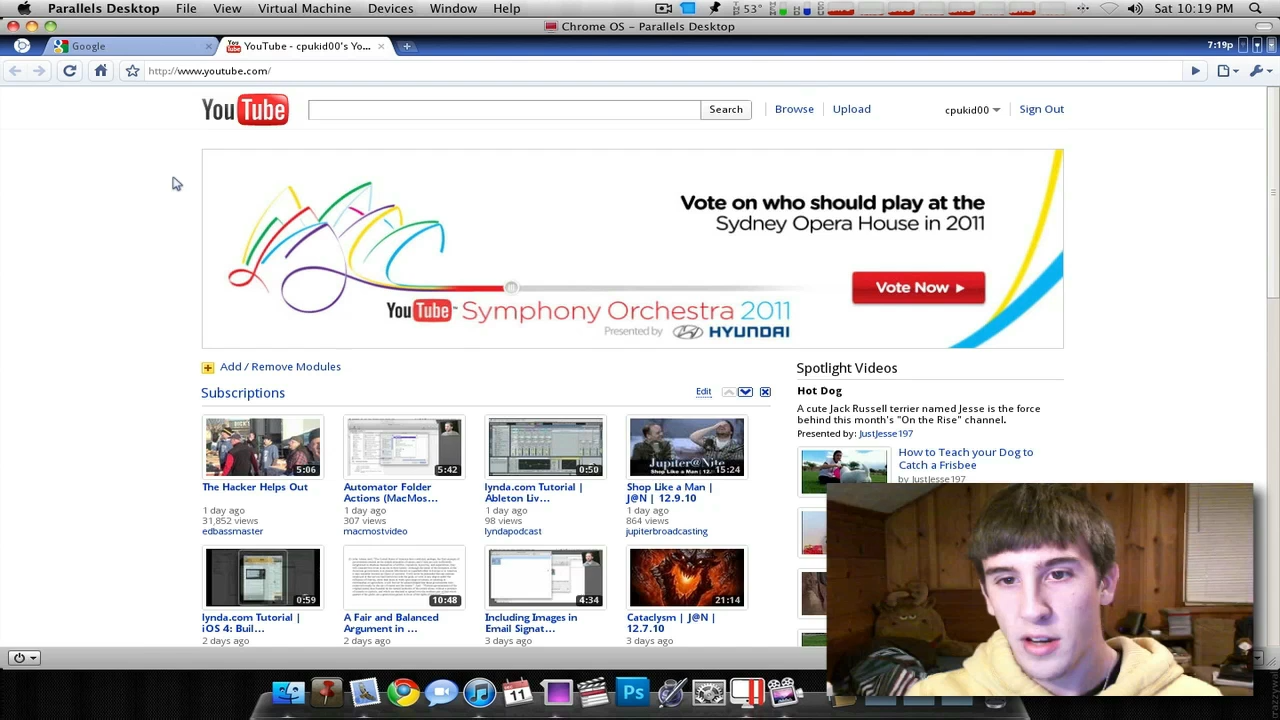 Parallels Desktop File View Virtual Machine Devices Window Help 53° Sat 10:19 PM
Chrome OS – Parallels Desktop
Google YouTube - cpukid00's Yo... 7:19p
http://www.youtube.com/
YouTube Search Browse Upload cpukid00 Sign Out
Vote on who should play at the
Sydney Opera House in 2011
Vote Now
YouTube Symphony Orchestra 2011
Presented by HYUNDAI
Add / Remove Modules
Subscriptions Edit
5:06 5:42 0:50 Jupiter@Nite Shop Like a Man 15:24
The Hacker Helps Out
1 day ago
31,852 views
edbassmaster
Automator Folder
Actions (MacMos...
1 day ago
307 views
macmostvideo
lynda.com Tutorial |
Ableton Liv...
1 day ago
98 views
lyndapodcast
Shop Like a Man |
J@N | 12.9.10
1 day ago
864 views
jupiterbroadcasting
0:59 10:48 4:34 21:14
lynda.com Tutorial |
iOS 4: Buil...
2 days ago
A Fair and Balanced
Argument in ...
2 days ago
Including Images in
Email Signat...
3 days ago
Cataclysm | J@N |
12.7.10
3 days ago
Spotlight Videos
Hot Dog
A cute Jack Russell terrier named Jesse is the force
behind this month's "On the Rise" channel.
Presented by: JustJesse197
How to Teach your Dog to
Catch a Frisbee
by JustJesse197
DEC
11
Ps